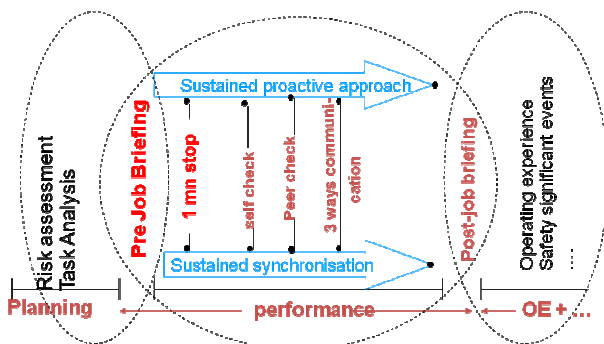 Risk assessment
Task Analysis
Pre Job Briefing
Sustained proactive approach
1 mn stop
self check
Peer check
3 ways communi-
cation
Sustained synchronisation
Post-job briefing
Operating experience
Safety significant events
....
Planning
performance
OE + ...